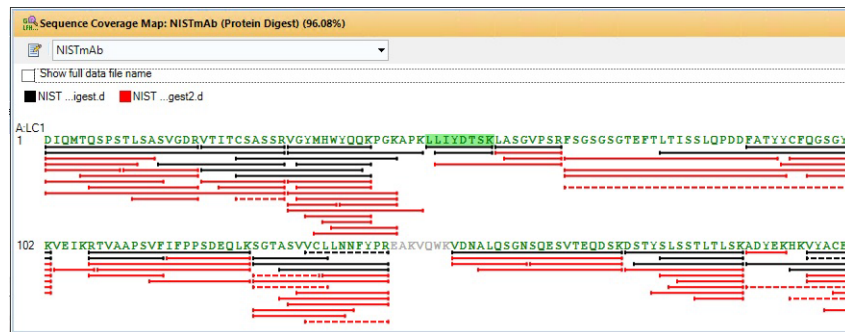 Sequence Coverage Map: NISTmAb (Protein Digest) (96.08%)
NISTmAb
Show full data file name
NIST ...igest.d NIST ...gest2.d
A:LC1
1 DIQMTQSPSTLSASVGDRVTITCSASSRVGYMHWYQQKPGKAPKLLIYDTSKLASGVPSRFSGSGSGTEFTLTISSLQPDDFATYYCFQGSGY
102 KVEIKRTVAAPSVFIFPPSDEQLKSGTASVVCLLNNFYPREAKVQWKVDNALQSGNSQESVTEQDSKDSTYSLSSTLTLSKADYEKHKVYACE